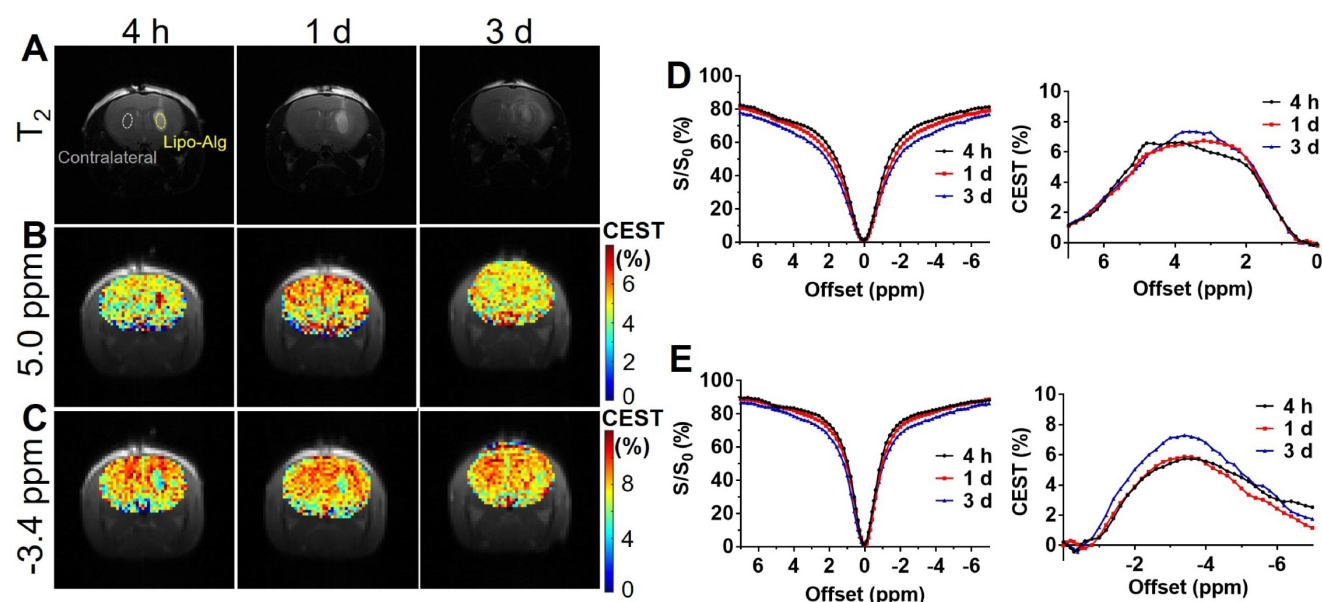 4 h 1 d 3 d
A
T2
Contralateral
Lipo-Alg
B
5.0 ppm
CEST
(%)
6
4
2
0
C
-3.4 ppm
CEST
(%)
8
4
0
D
S/S0 (%)
100
80
60
40
20
0
6 4 2 0 -2 -4 -6
Offset (ppm)
4 h
1 d
3 d
CEST (%)
10
8
6
4
2
0
6 4 2 0
Offset (ppm)
4 h
1 d
3 d
E
S/S0 (%)
100
80
60
40
20
0
6 4 2 0 -2 -4 -6
Offset (ppm)
4 h
1 d
3 d
CEST (%)
10
8
6
4
2
0
-2 -4 -6
Offset (ppm)
4 h
1 d
3 d